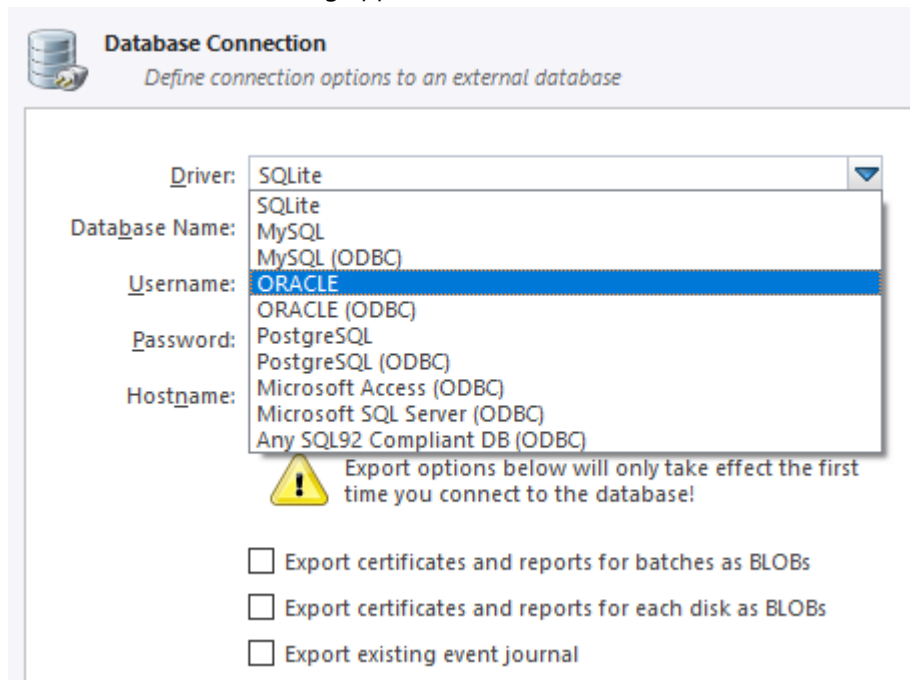 Database Connection
Define connection options to an external database
Driver: SQLite
SQLite
Database Name:
MySQL
MySQL (ODBC)
Username:
ORACLE
ORACLE (ODBC)
Password:
PostgreSQL
PostgreSQL (ODBC)
Hostname:
Microsoft Access (ODBC)
Microsoft SQL Server (ODBC)
Any SQL92 Compliant DB (ODBC)
Export options below will only take effect the first
time you connect to the database!
Export certificates and reports for batches as BLOBs
Export certificates and reports for each disk as BLOBs
Export existing event journal